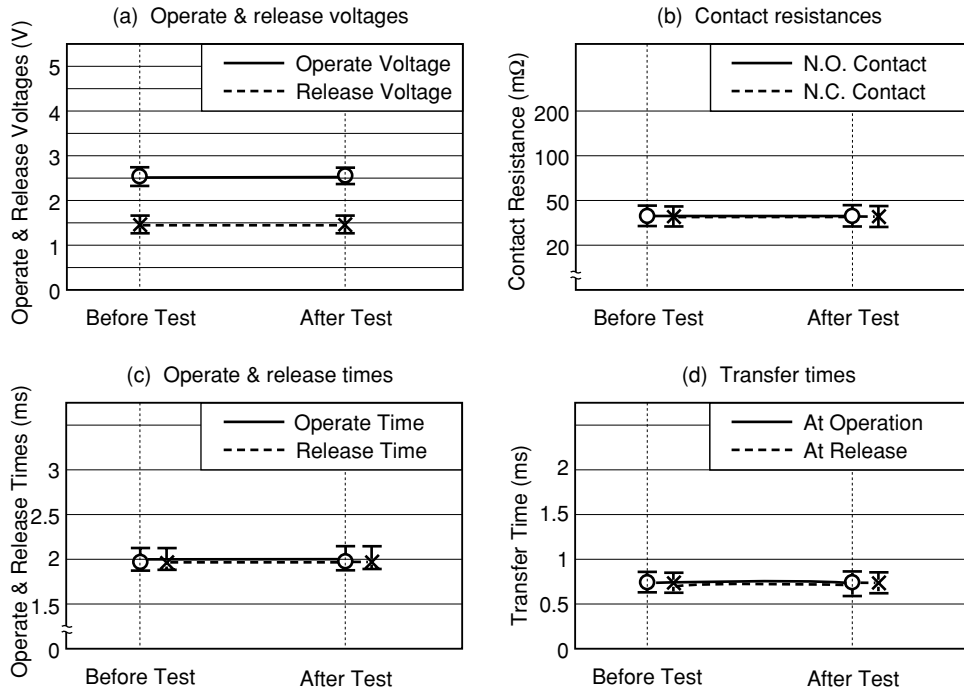 (a) Operate & release voltages
Operate & Release Voltages (V)
5
4
3
2
1
0
Operate Voltage
Release Voltage
Before Test
After Test
(b) Contact resistances
Contact Resistance (mΩ)
200
100
50
20
N.O. Contact
N.C. Contact
Before Test
After Test
(c) Operate & release times
Operate & Release Times (ms)
3
2.5
2
1.5
0
Operate Time
Release Time
Before Test
After Test
(d) Transfer times
Transfer Time (ms)
2
1.5
1
0.5
0
At Operation
At Release
Before Test
After Test